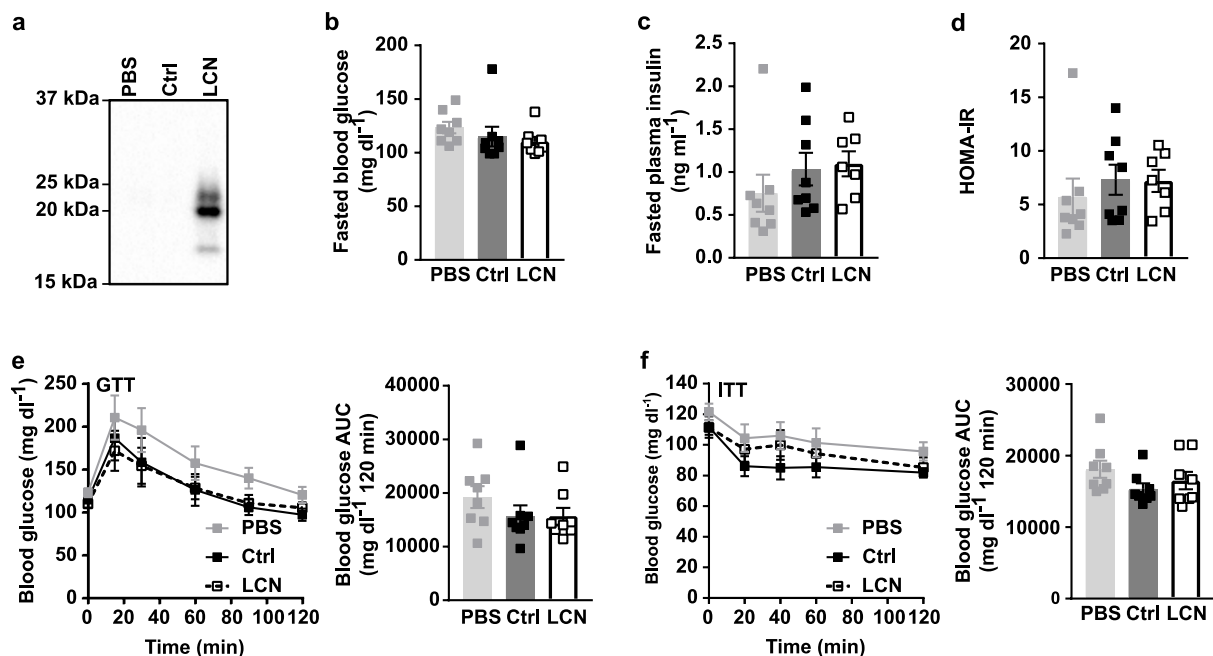 a
PBS
Ctrl
LCN
37 kDa
25 kDa
20 kDa
15 kDa
b
Fasted blood glucose
(mg dl⁻¹)
200
150
100
50
0
PBS Ctrl LCN
c
Fasted plasma insulin
(ng ml⁻¹)
2.5
2.0
1.5
1.0
0.5
0.0
PBS Ctrl LCN
d
HOMA-IR
20
15
10
5
0
PBS Ctrl LCN
e
GTT
Blood glucose (mg dl⁻¹)
250
200
150
100
50
0
PBS
Ctrl
LCN
0 20 40 60 80 100 120
Time (min)
Blood glucose AUC
(mg dl⁻¹ 120 min)
40000
30000
20000
10000
0
PBS Ctrl LCN
f
ITT
Blood glucose (mg dl⁻¹)
140
120
100
80
60
40
20
0
PBS
Ctrl
LCN
0 20 40 60 80 100 120
Time (min)
Blood glucose AUC
(mg dl⁻¹ 120 min)
30000
20000
10000
0
PBS Ctrl LCN